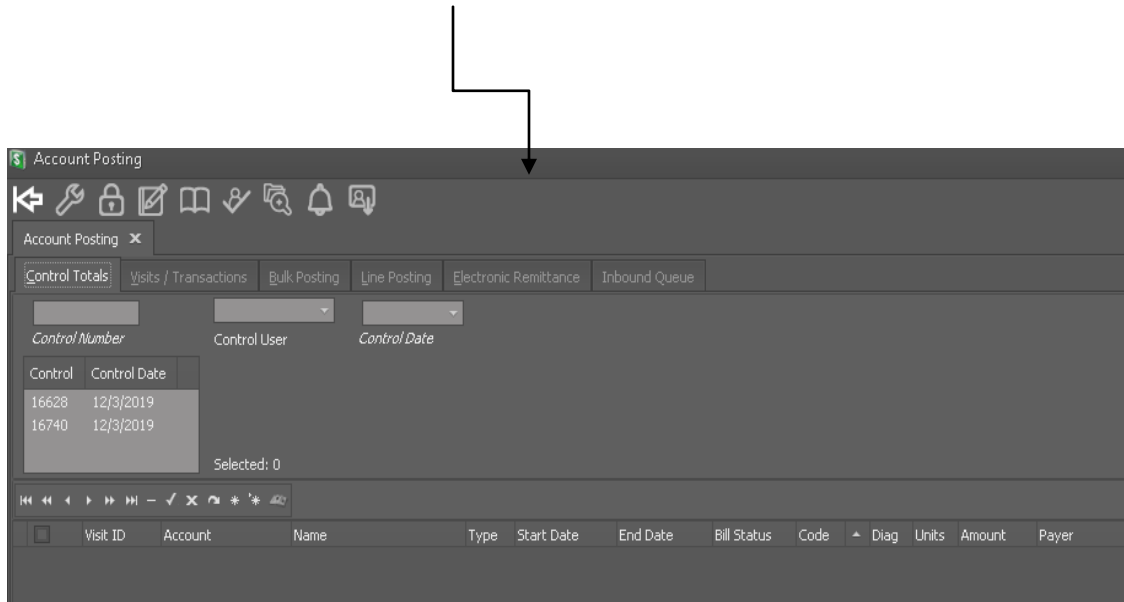 Account Posting
Account Posting
Control Totals Visits / Transactions Bulk Posting Line Posting Electronic Remittance Inbound Queue
Control Number Control User Control Date
Control Control Date
16628 12/3/2019
16740 12/3/2019
Selected: 0
Visit ID Account Name Type Start Date End Date Bill Status Code Diag Units Amount Payer